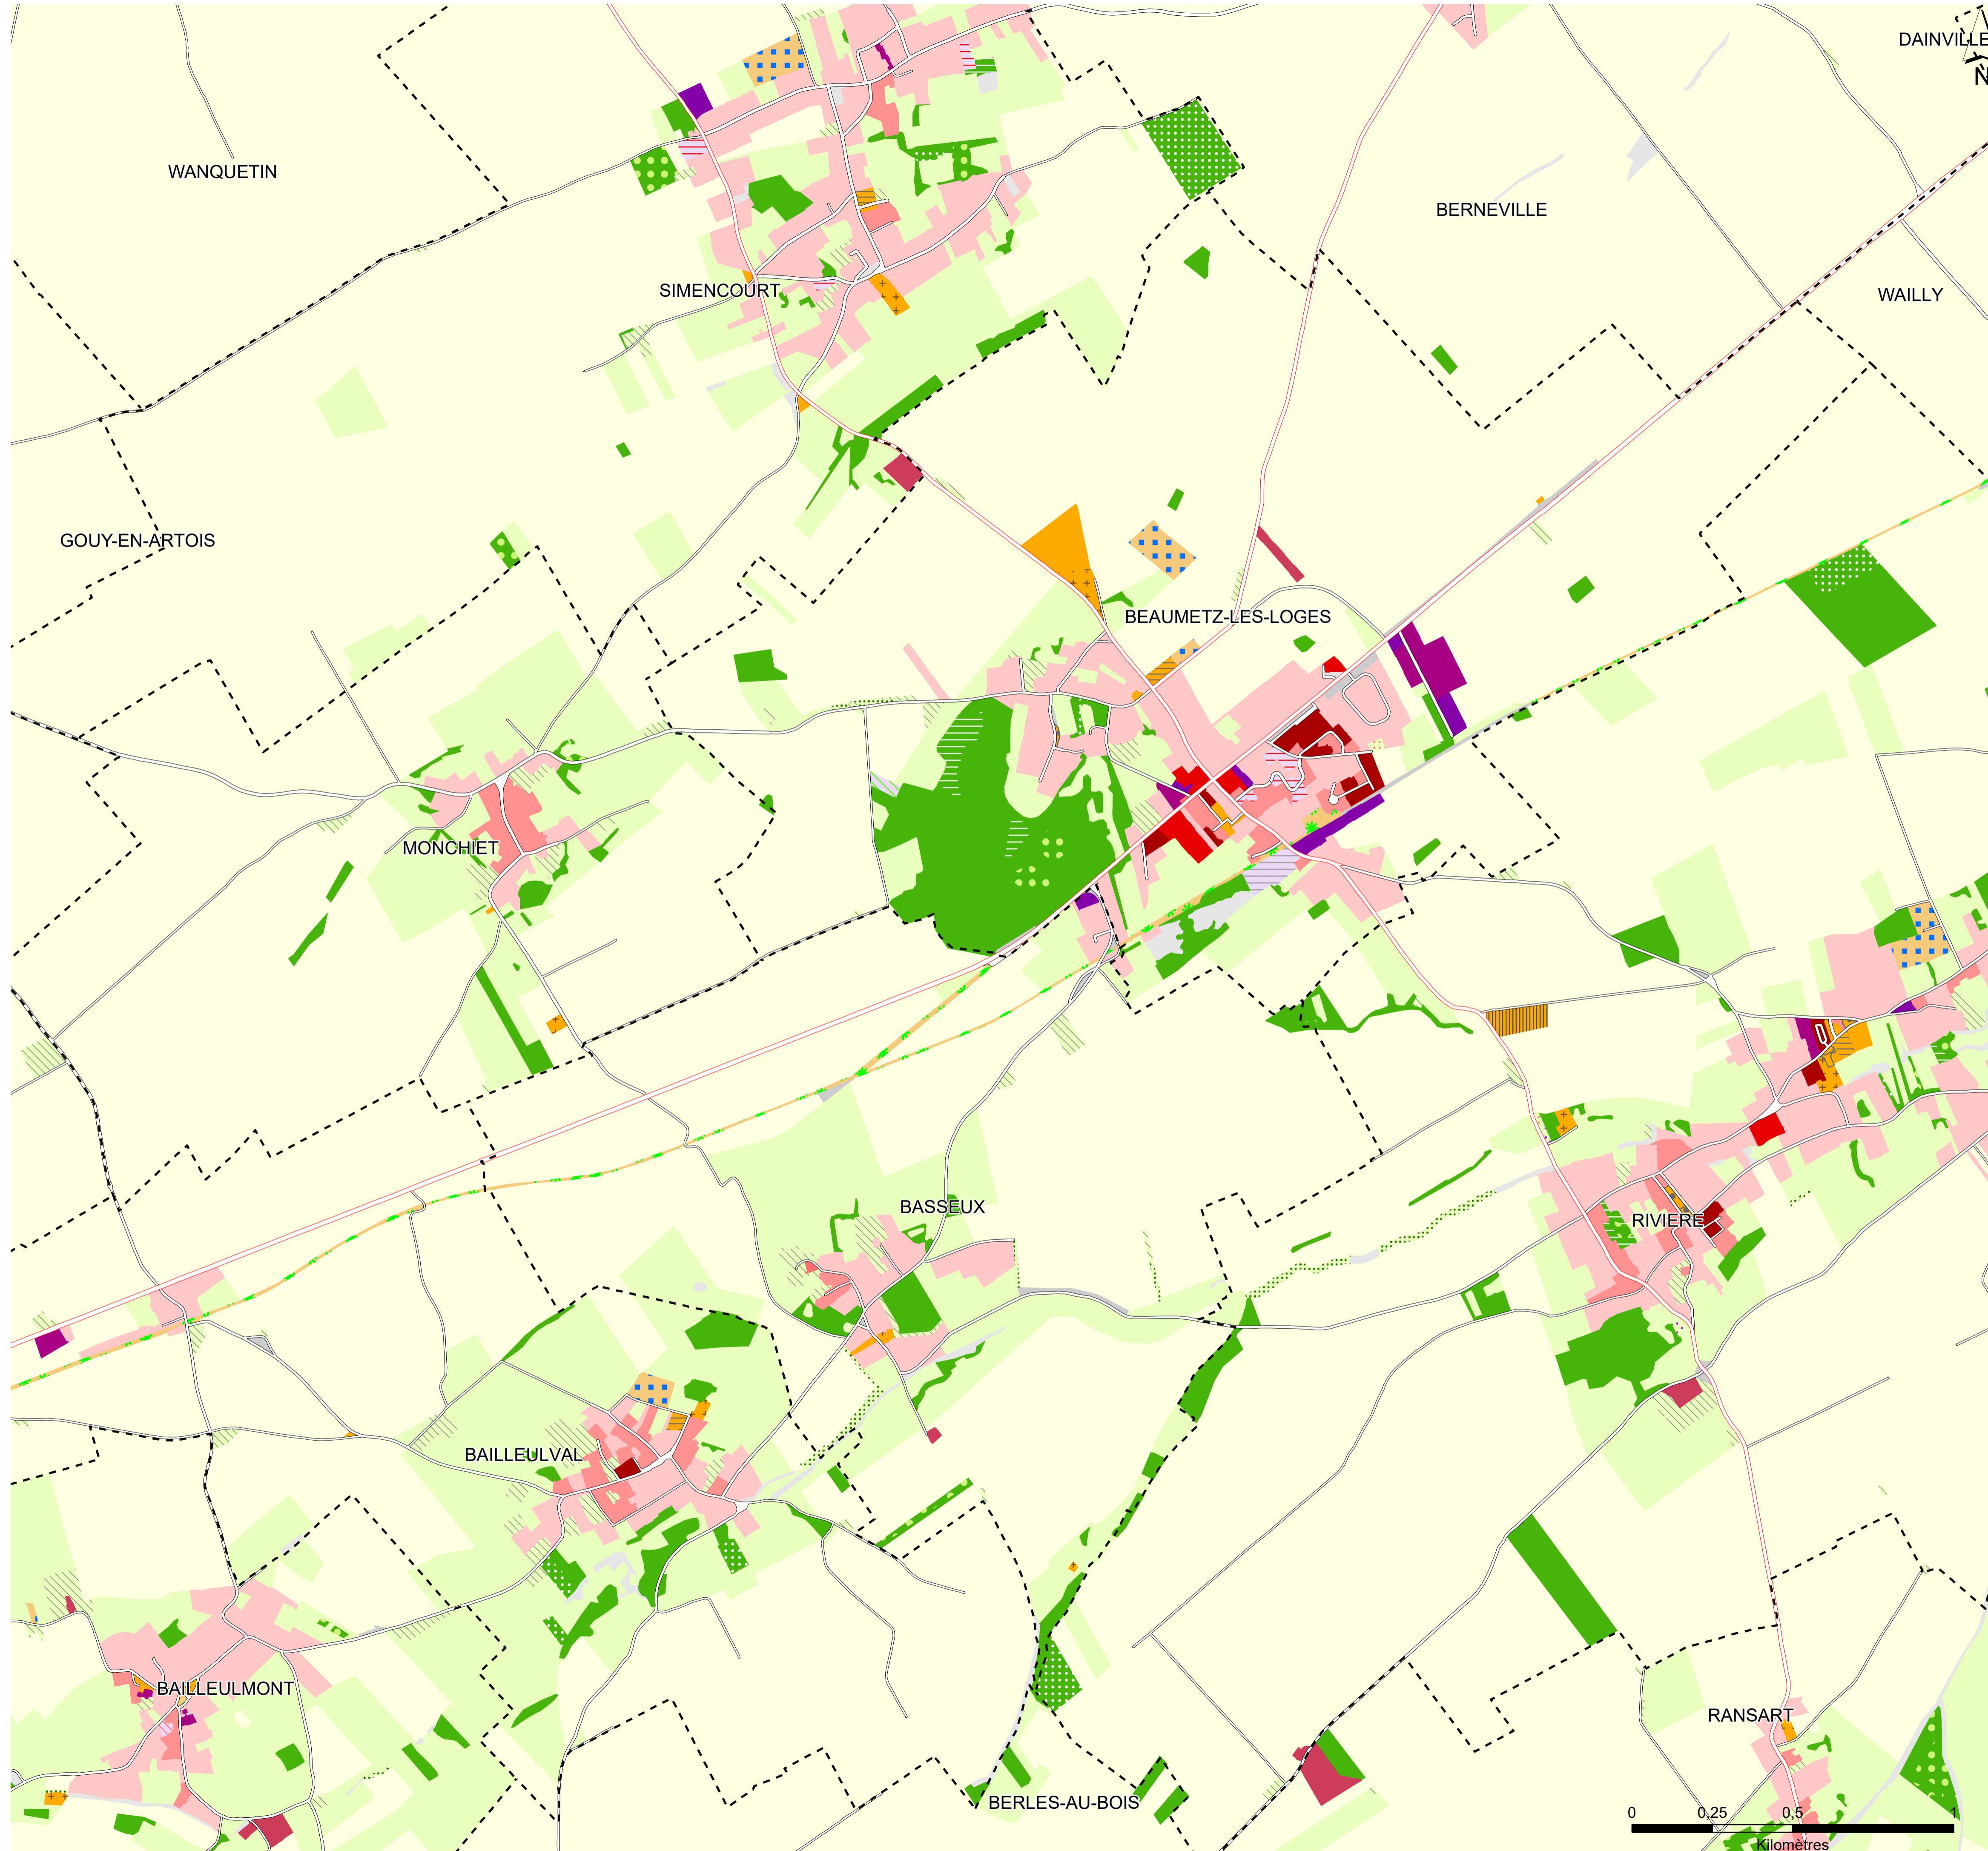 DAINVILLE
N
WANQUETIN
BERNEVILLE
SIMENCOURT
WAILLY
GOUY-EN-ARTOIS
BEAUMETZ-LES-LOGES
MONCHIET
BASSEUX
RIVIERE
BAILLEULVAL
BAILLEULMONT
RANSART
BERLES-AU-BOIS
0 0,25 0,5 1
Kilomètres